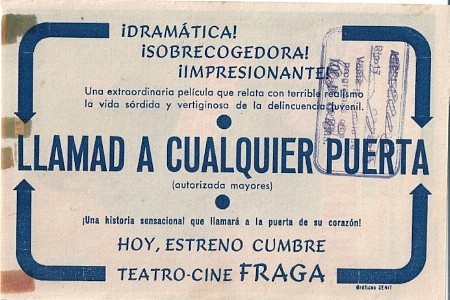 ¡DRAMÁTICA!
¡SOBRECOGEDORA!
¡IMPRESIONANTE!
Una extraordinaria película que relata con terrible realismo
la vida sórdida y vertiginosa de la delincuencia juvenil.
LLAMAD A CUALQUIER PUERTA
(autorizada mayores)
¡Una historia sensacional que llamará a la puerta de su corazón!
HOY, ESTRENO CUMBRE
TEATRO-CINE FRAGA
Gráficas ZENIT